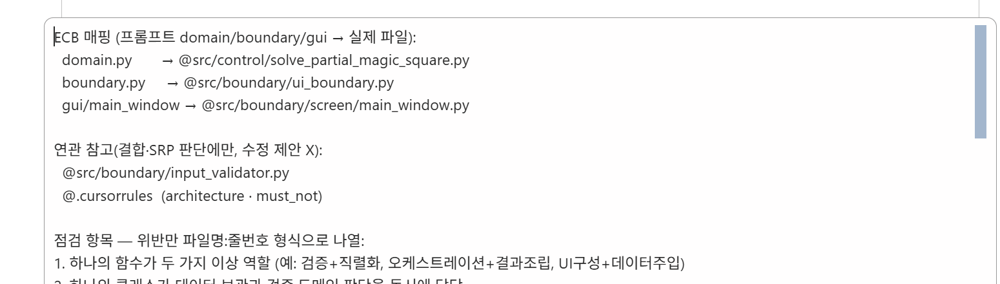 ECB 매핑 (프롬프트 domain/boundary/gui → 실제 파일):
domain.py → @src/control/solve_partial_magic_square.py
boundary.py → @src/boundary/ui_boundary.py
gui/main_window → @src/boundary/screen/main_window.py
연관 참고(결합·SRP 판단에만, 수정 제안 X):
@src/boundary/input_validator.py
@.cursorrules (architecture · must_not)
점검 항목 — 위반만 파일명:줄번호 형식으로 나열:
1. 하나의 함수가 두 가지 이상 역할 (예: 검증+직렬화, 오케스트레이션+결과조립, UI구성+데이터주입)